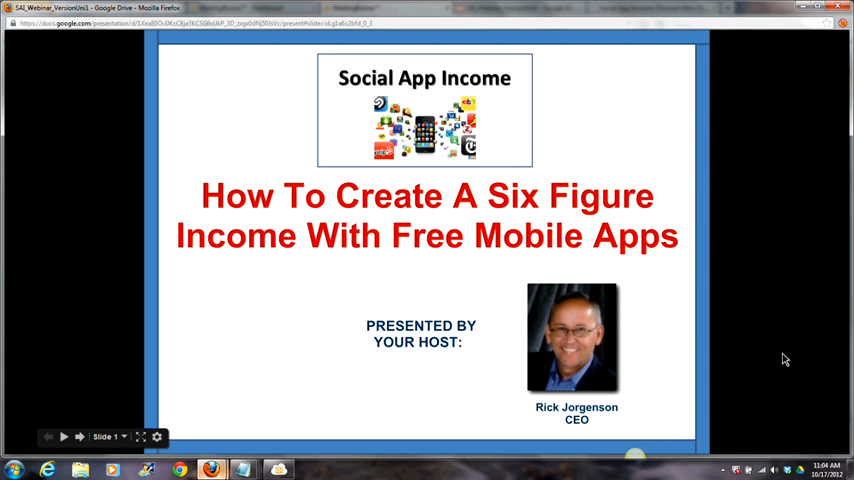 SAI_Webinar_VersionUni1 - Google Drive - Mozilla Firefox
Social App Income
How To Create A Six Figure
Income With Free Mobile Apps
PRESENTED BY
YOUR HOST:
Rick Jorgenson
CEO
Slide 1
11:04 AM
10/17/2012